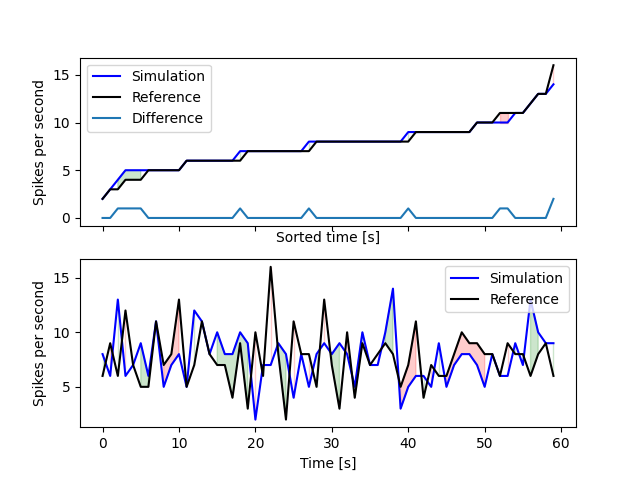 Spikes per second
15
10
5
0
Simulation
Reference
Difference
Sorted time [s]
Spikes per second
15
10
5
Simulation
Reference
0 10 20 30 40 50 60
Time [s]